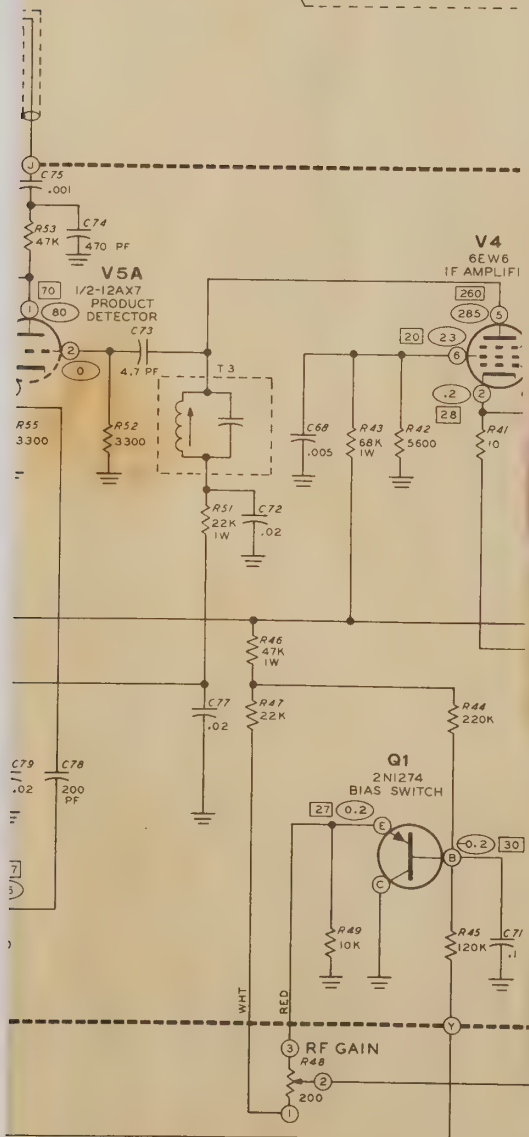 J
C75
.001
R53
47K
C74
470 PF
V5A
1/2-12AX7
PRODUCT
DETECTOR
70
1
80
2
0
C73
4.7 PF
R55
3300
R52
3300
T3
V4
6EW6
IF AMPLIFI
260
285
5
20
23
6
.2
2
28
C68
.005
R43
68K
1W
R42
5600
R41
10
R51
22K
1W
C72
.02
R46
47K
1W
R47
22K
R44
220K
C77
.02
C79
.02
C78
200
PF
Q1
2N1274
BIAS SWITCH
27
0.2
E
C
B
-0.2
30
7
R49
10K
R45
120K
C71
.1
WHT
RED
Y
3
RF GAIN
R48
2
200
1